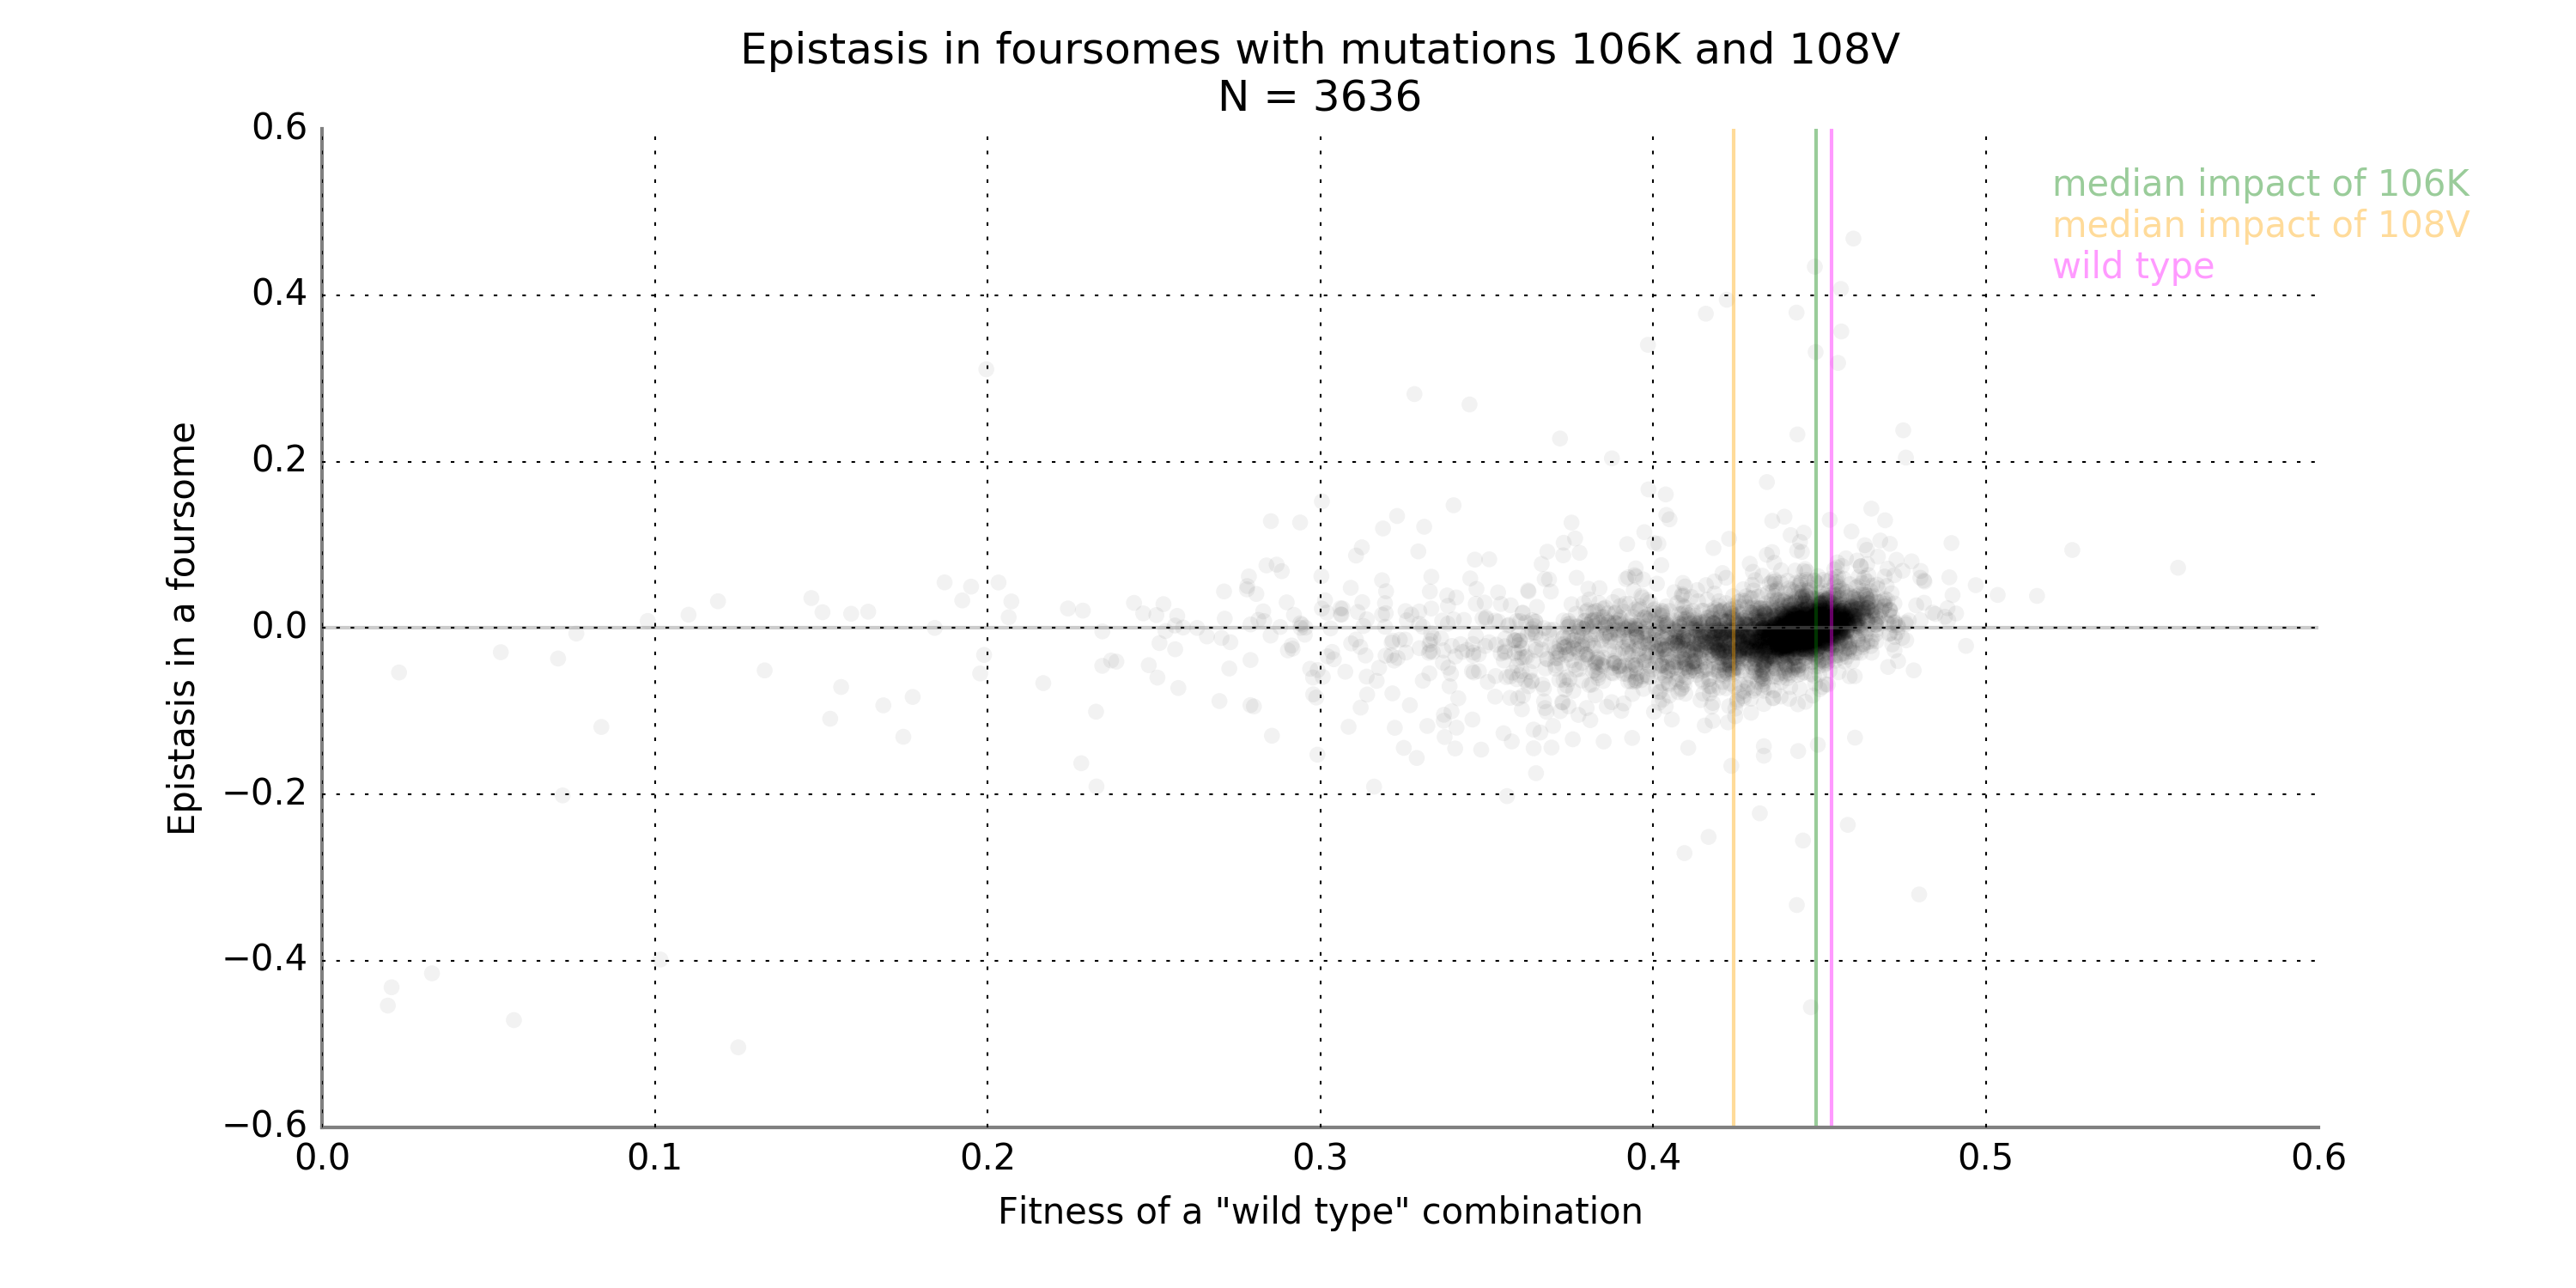 Epistasis in foursomes with mutations 106K and 108V
N = 3636
0.6
0.4
0.2
0.0
−0.2
−0.4
−0.6
Epistasis in a foursome
median impact of 106K
median impact of 108V
wild type
0.0 0.1 0.2 0.3 0.4 0.5 0.6
Fitness of a "wild type" combination